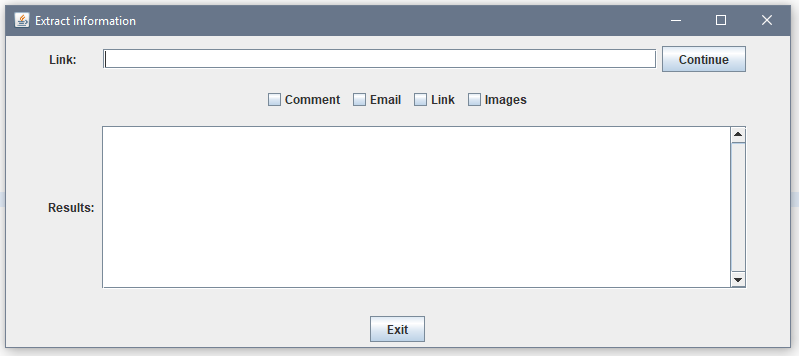 Extract information
Link: Continue
Comment Email Link Images
Results:
Exit